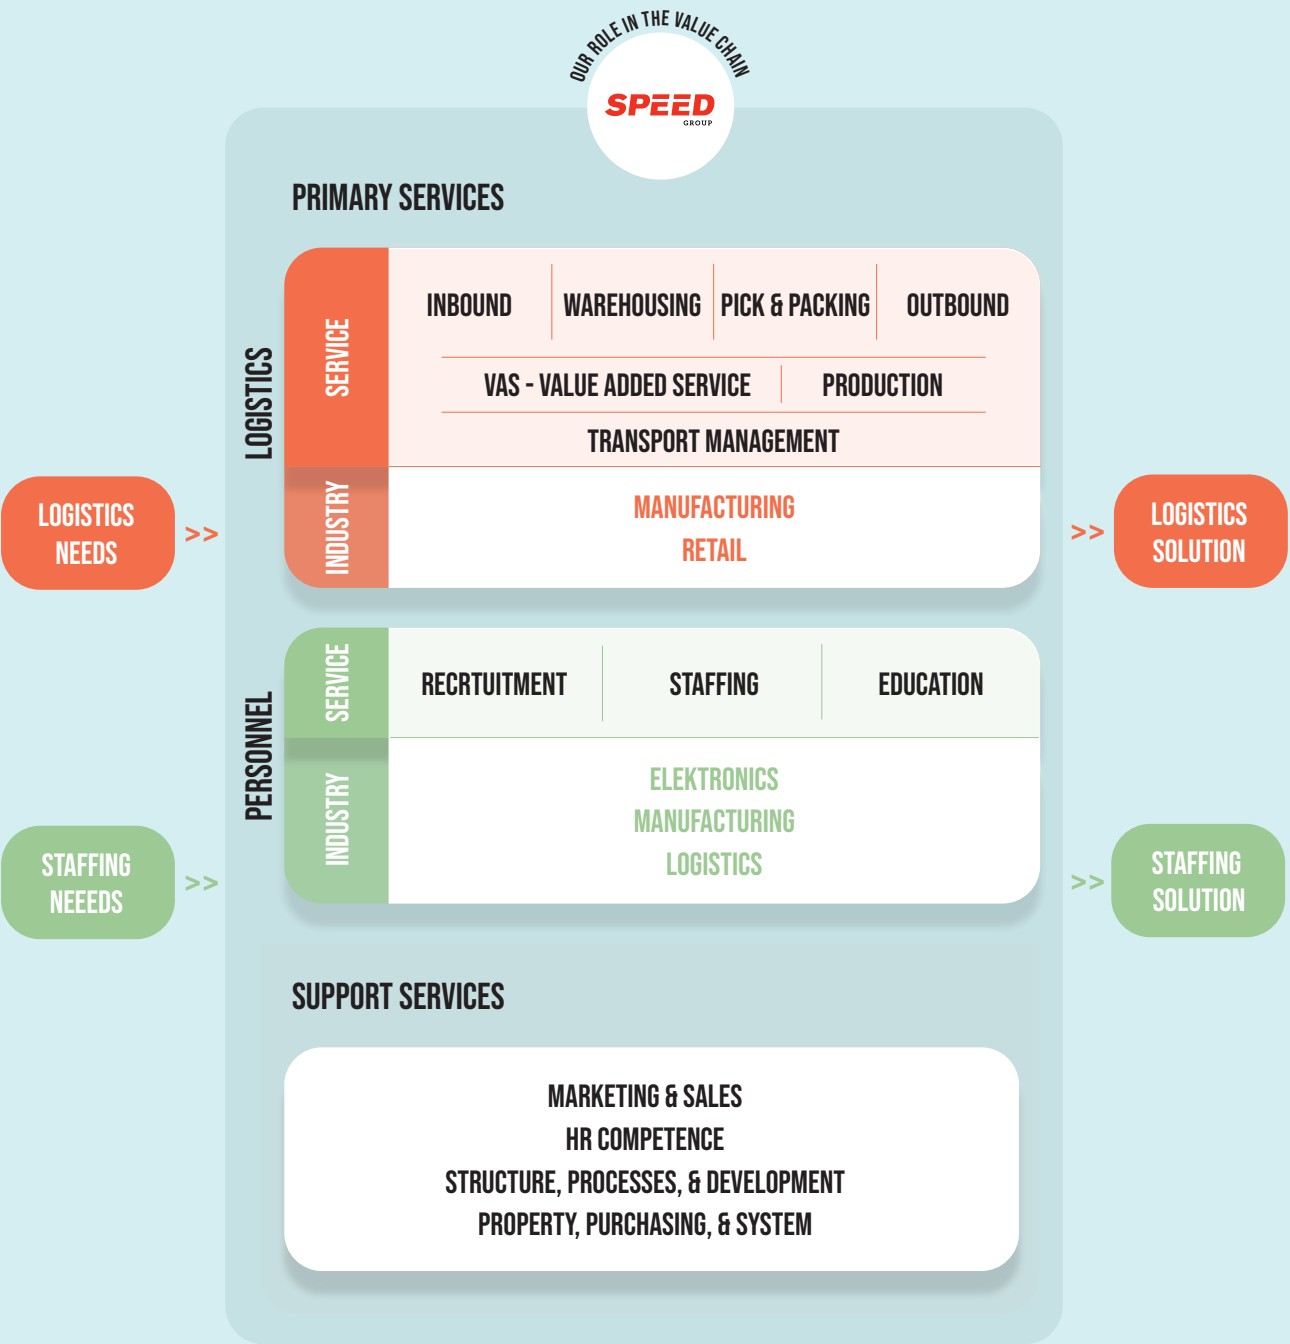 OUR ROLE IN THE VALUE CHAIN
SPEED
GROUP
PRIMARY SERVICES
LOGISTICS
SERVICE
INBOUND
WAREHOUSING
PICK & PACKING
OUTBOUND
VAS - VALUE ADDED SERVICE
PRODUCTION
TRANSPORT MANAGEMENT
INDUSTRY
MANUFACTURING
RETAIL
LOGISTICS
NEEDS
>>
>>
LOGISTICS
SOLUTION
PERSONNEL
SERVICE
RECRTUITMENT
STAFFING
EDUCATION
INDUSTRY
ELEKTRONICS
MANUFACTURING
LOGISTICS
STAFFING
NEEEDS
>>
>>
STAFFING
SOLUTION
SUPPORT SERVICES
MARKETING & SALES
HR COMPETENCE
STRUCTURE, PROCESSES, & DEVELOPMENT
PROPERTY, PURCHASING, & SYSTEM